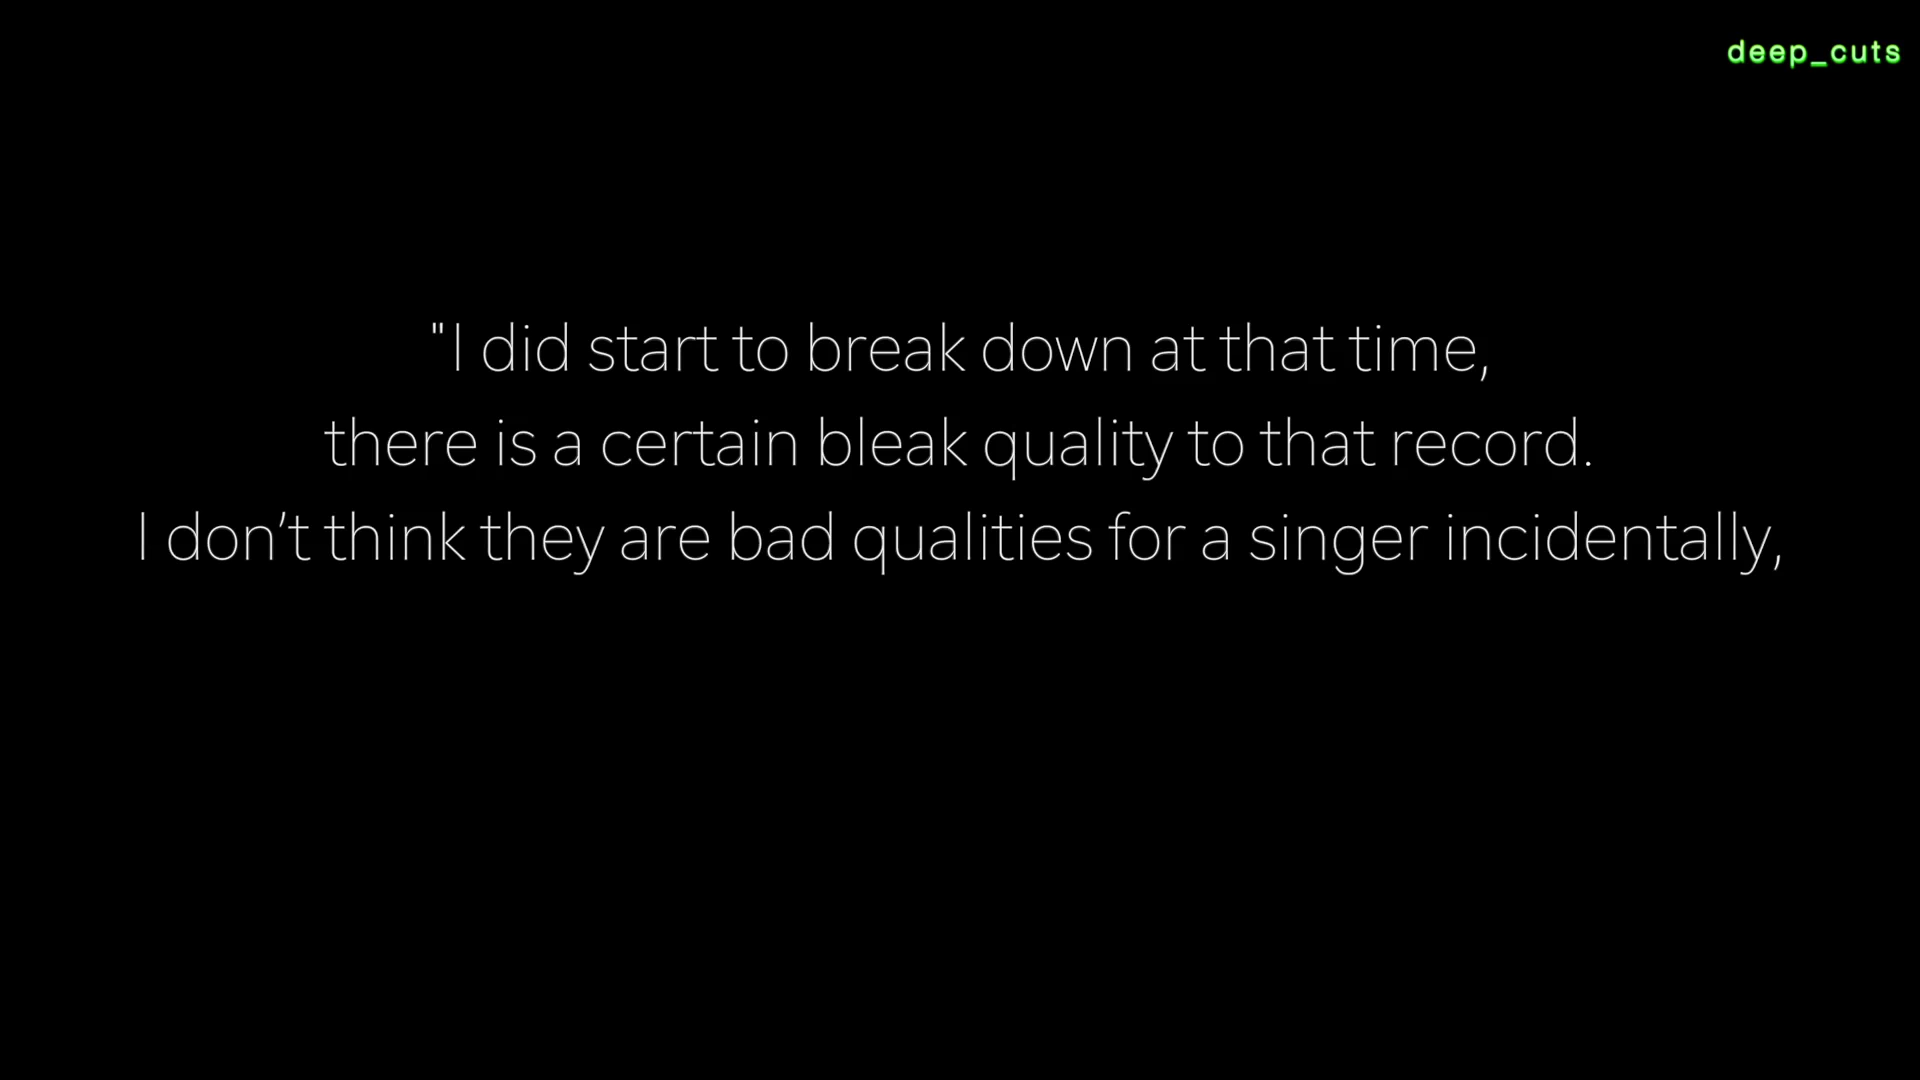 deep_cuts
"I did start to break down at that time,
there is a certain bleak quality to that record.
I don’t think they are bad qualities for a singer incidentally,